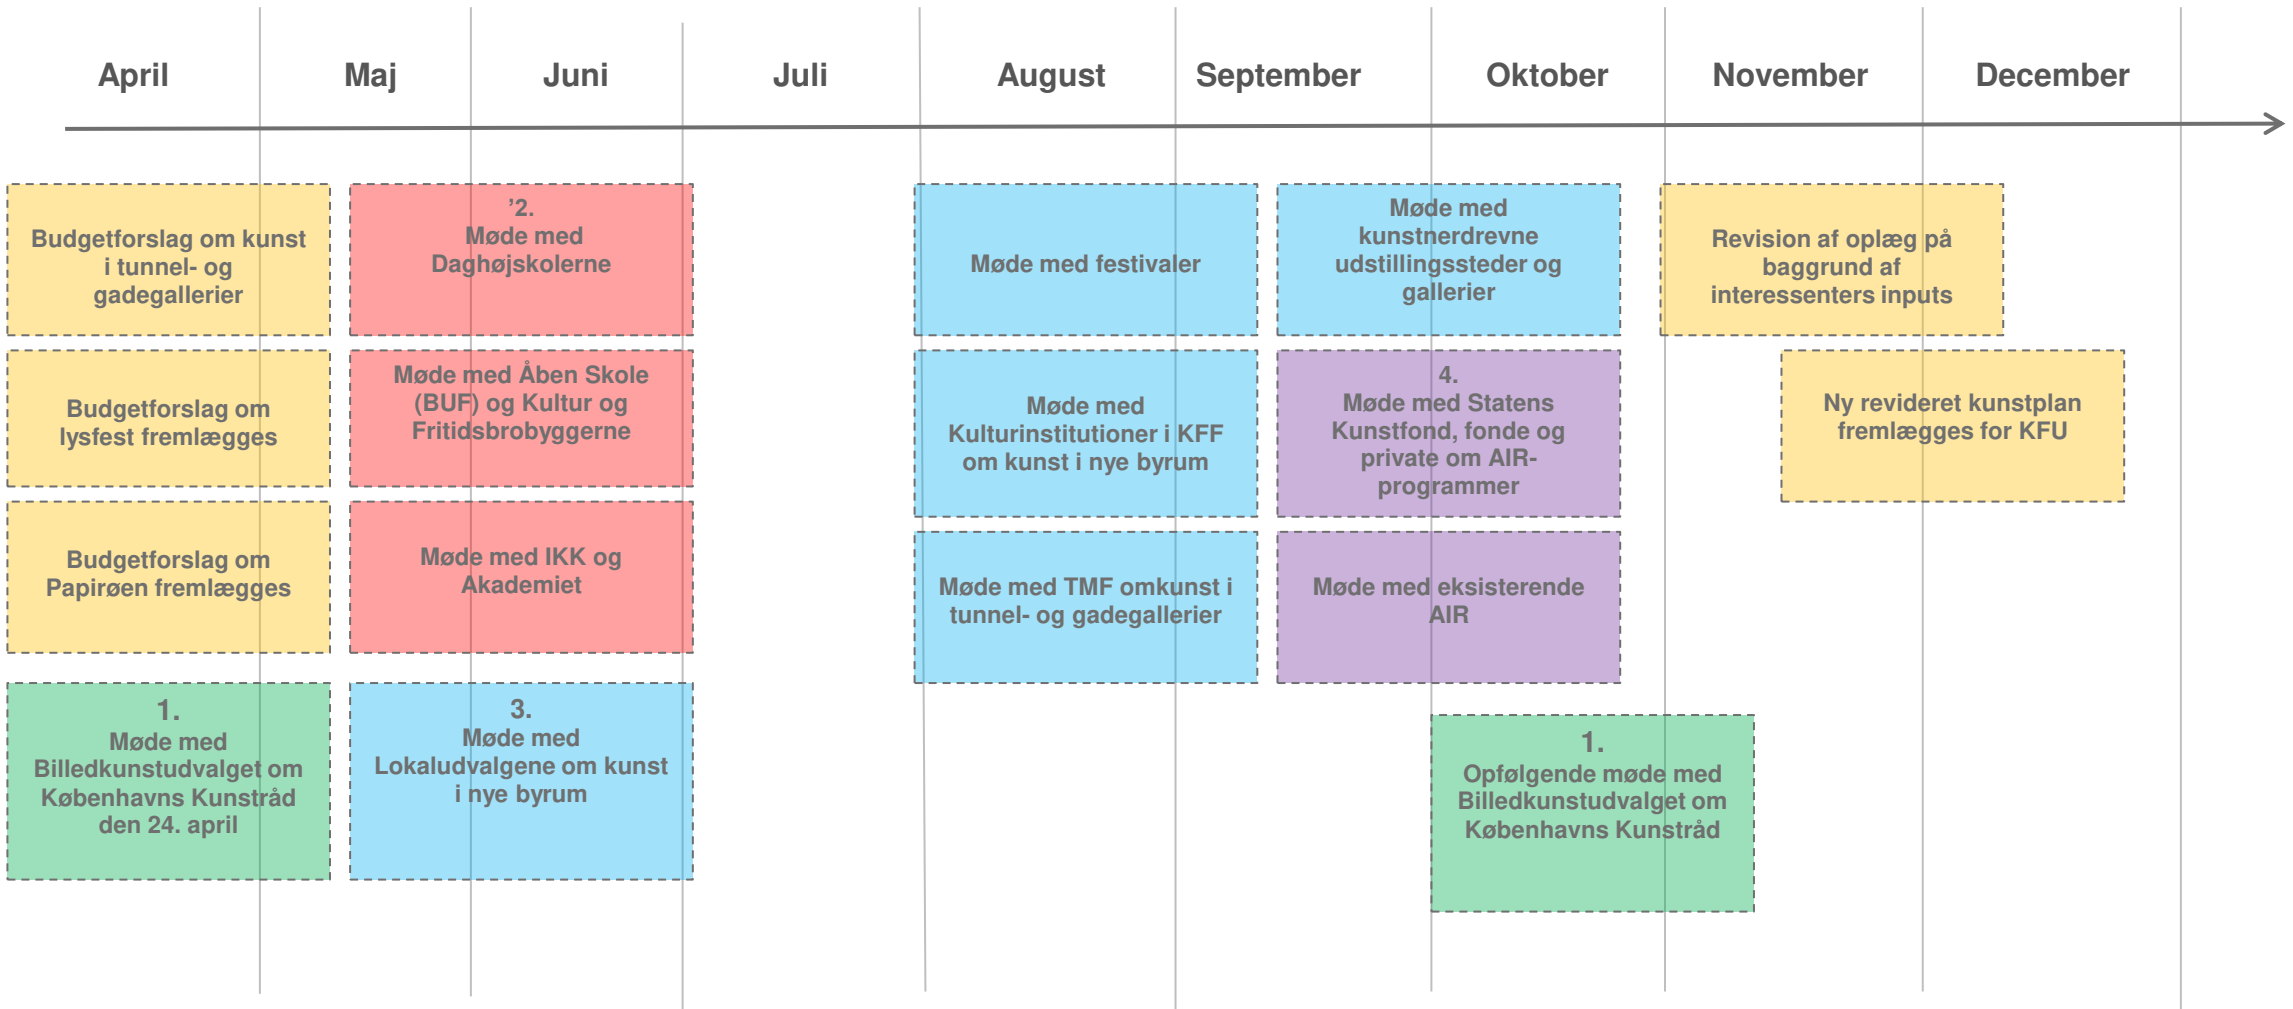 April
Maj
Juni
Juli
August
September
Oktober
November
December
Budgetforslag om kunst
i tunnel- og
gadegallerier
’2.
Møde med
Daghøjskolerne
Møde med festivaler
Møde med
kunstnerdrevne
udstillingssteder og
gallerier
Revision af oplæg på
baggrund af
interessenters inputs
Budgetforslag om
lysfest fremlægges
Møde med Åben Skole
(BUF) og Kultur og
Fritidsbrobyggerne
Møde med
Kulturinstitutioner i KFF
om kunst i nye byrum
4.
Møde med Statens
Kunstfond, fonde og
private om AIR-
programmer
Ny revideret kunstplan
fremlægges for KFU
Budgetforslag om
Papirøen fremlægges
Møde med IKK og
Akademiet
Møde med TMF omkunst i
tunnel- og gadegallerier
Møde med eksisterende
AIR
1.
Møde med
Billedkunstudvalget om
Københavns Kunstråd
den 24. april
3.
Møde med
Lokaludvalgene om kunst
i nye byrum
1.
Opfølgende møde med
Billedkunstudvalget om
Københavns Kunstråd